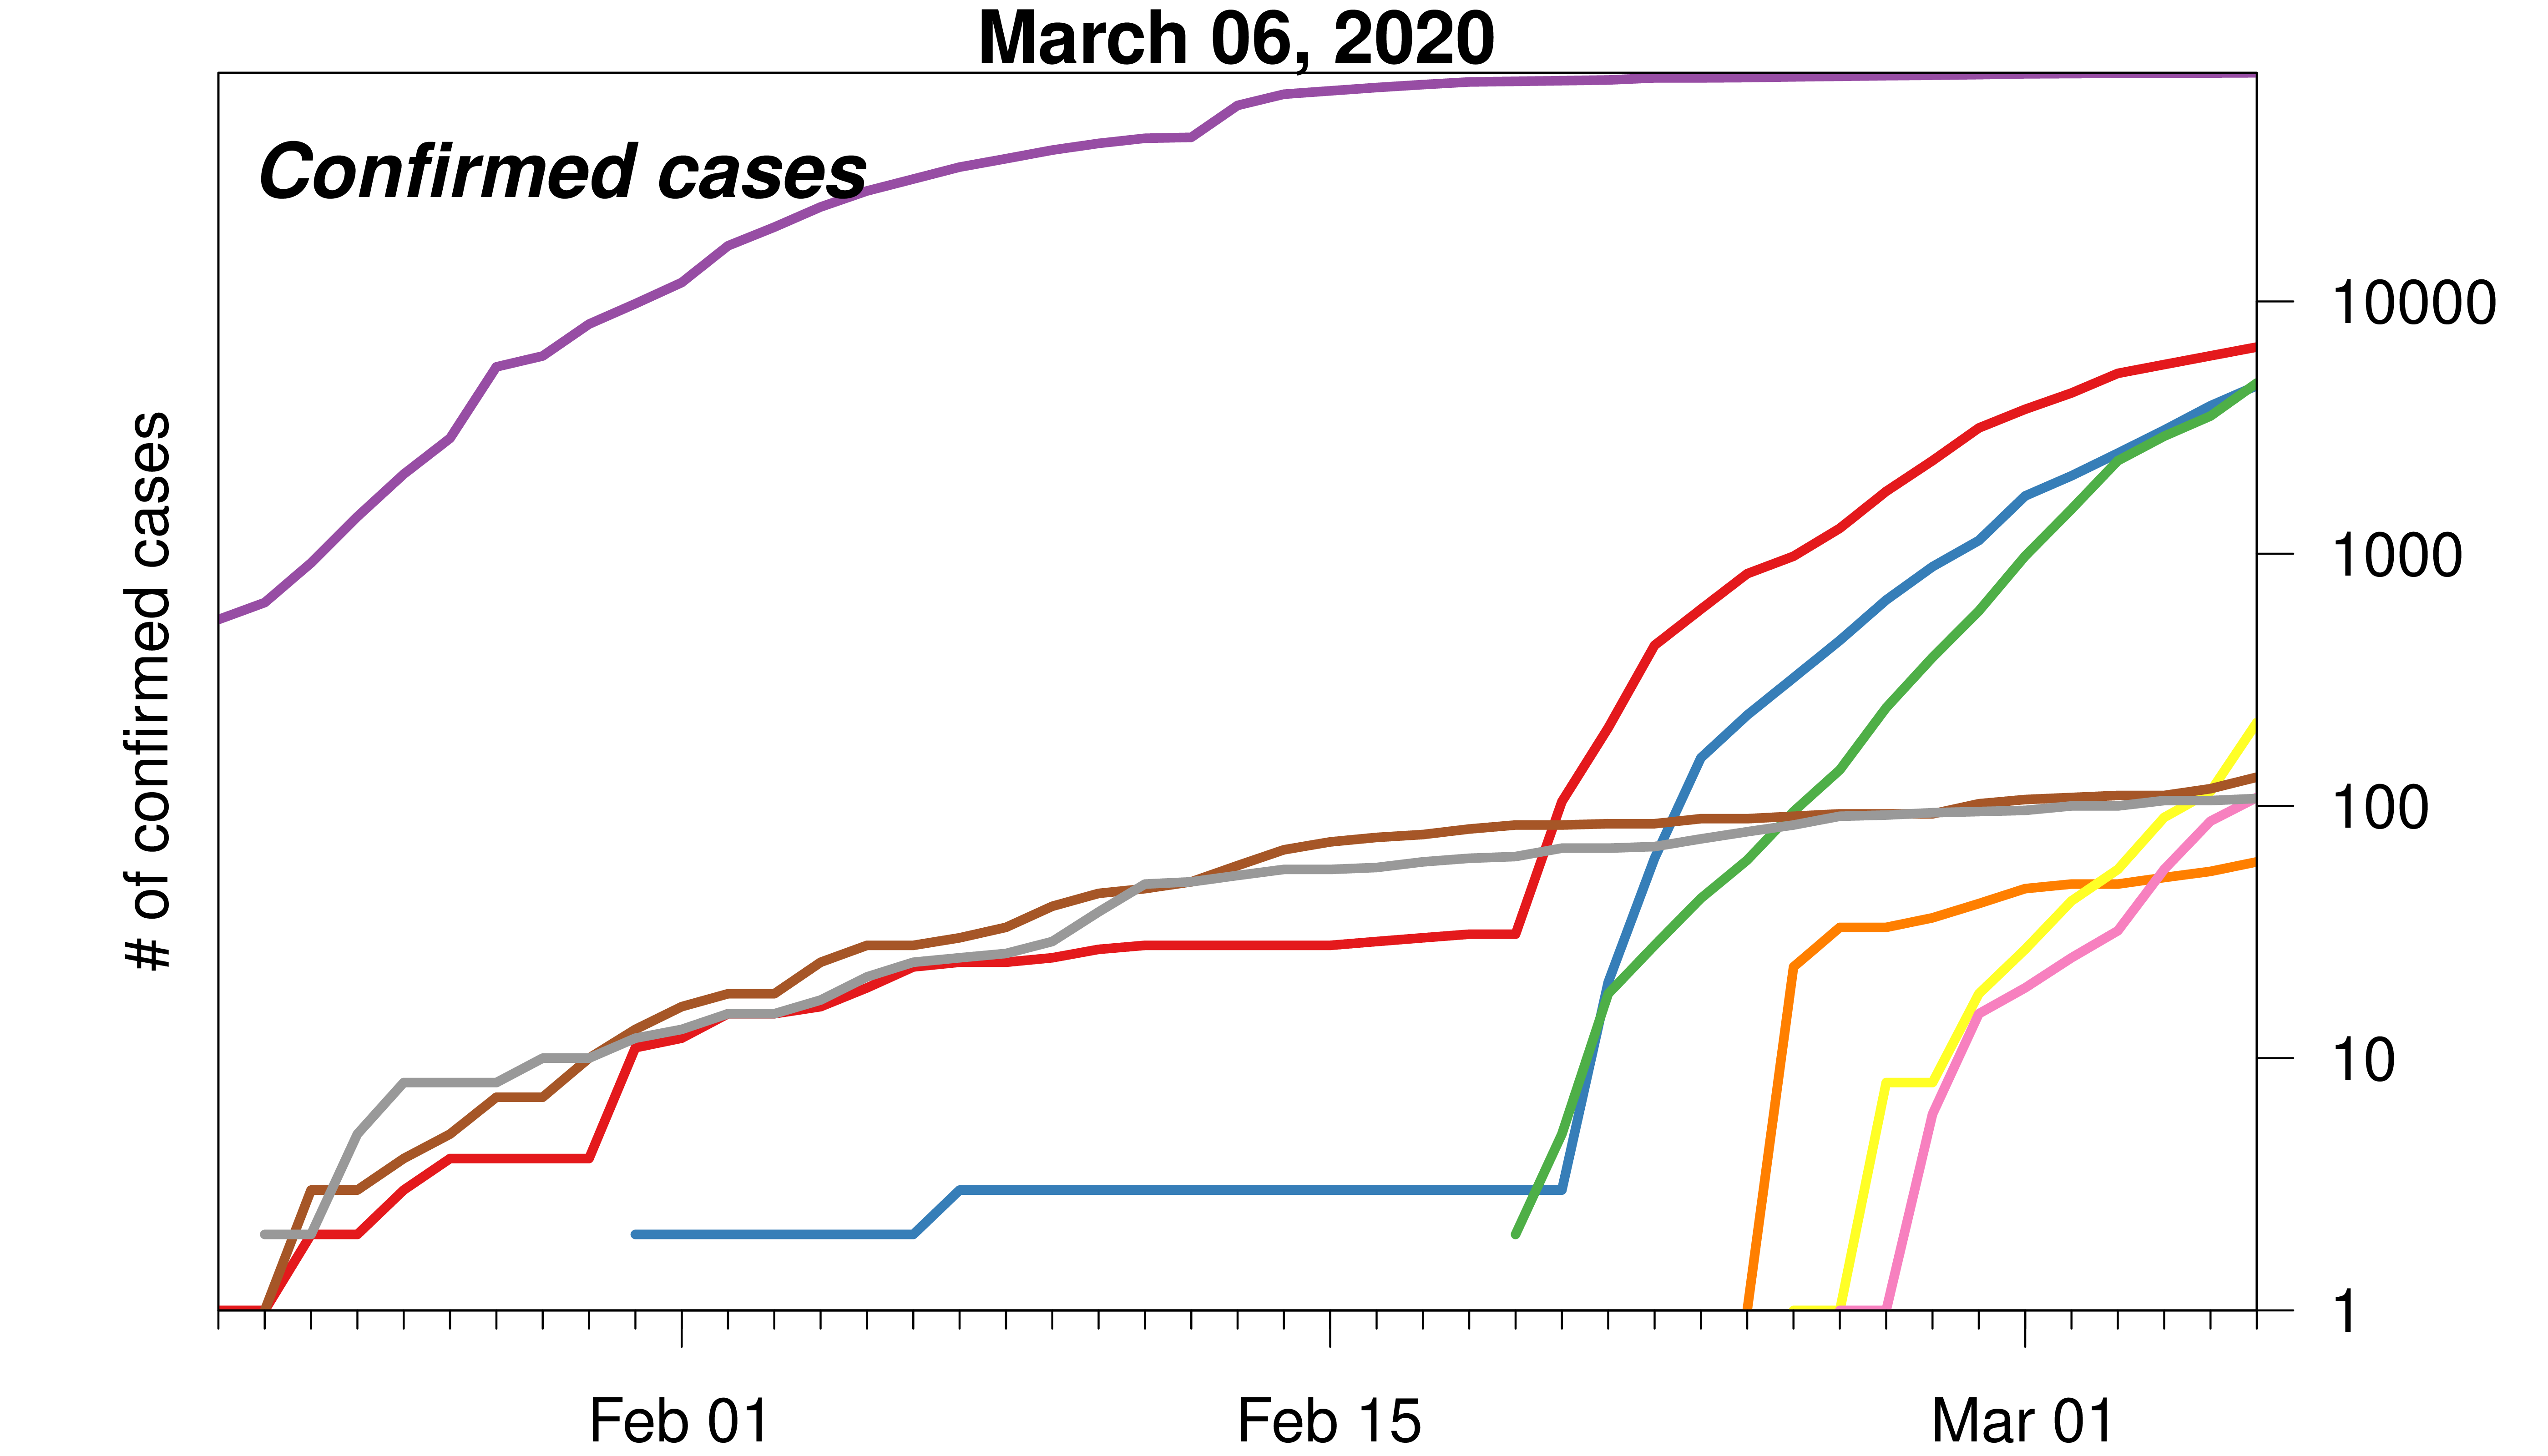 March 06, 2020
Confirmed cases
# of confirmed cases
10000
1000
100
10
1
Feb 01
Feb 15
Mar 01